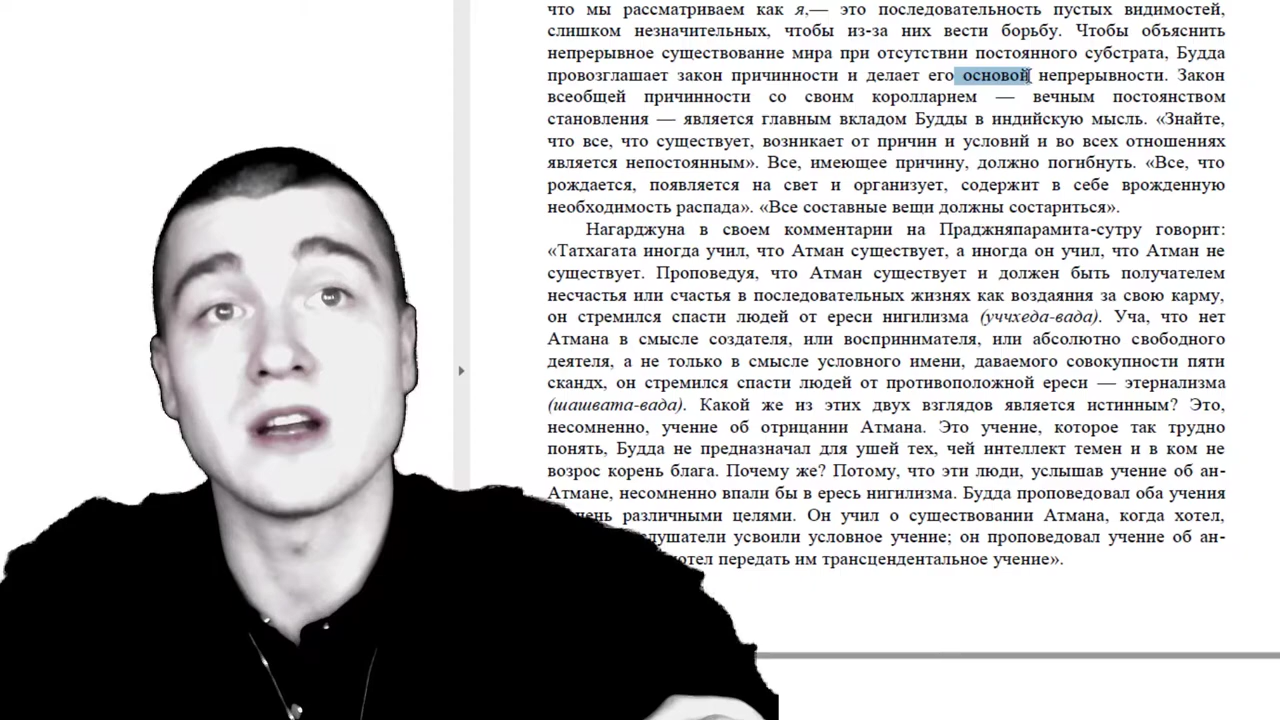 что мы рассматриваем как я,— это последовательность пустых видимостей,
слишком незначительных, чтобы из-за них вести борьбу. Чтобы объяснить
непрерывное существование мира при отсутствии постоянного субстрата, Будда
провозглашает закон причинности и делает его основой непрерывности. Закон
всеобщей причинности со своим королларием — вечным постоянством
становления — является главным вкладом Будды в индийскую мысль. «Знайте,
что все, что существует, возникает от причин и условий и во всех отношениях
является непостоянным». Все, имеющее причину, должно погибнуть. «Все, что
рождается, появляется на свет и организует, содержит в себе врожденную
необходимость распада». «Все составные вещи должны состариться».
Нагарджуна в своем комментарии на Праджняпарамита-сутру говорит:
«Татхагата иногда учил, что Атман существует, а иногда он учил, что Атман не
существует. Проповедуя, что Атман существует и должен быть получателем
несчастья или счастья в последовательных жизнях как воздаяния за свою карму,
он стремился спасти людей от ереси нигилизма (уччхеда-вада). Уча, что нет
Атмана в смысле создателя, или воспринимателя, или абсолютно свободного
деятеля, а не только в смысле условного имени, даваемого совокупности пяти
скандх, он стремился спасти людей от противоположной ереси — этернализма
(шашвата-вада). Какой же из этих двух взглядов является истинным? Это,
несомненно, учение об отрицании Атмана. Это учение, которое так трудно
понять, Будда не предназначал для ушей тех, чей интеллект темен и в ком не
возрос корень блага. Почему же? Потому, что эти люди, услышав учение об ан-
Атмане, несомненно впали бы в ересь нигилизма. Будда проповедовал оба учения
различными целями. Он учил о существовании Атмана, когда хотел,
усвоили условное учение; он проповедовал учение об ан-
передать им трансцендентальное учение».